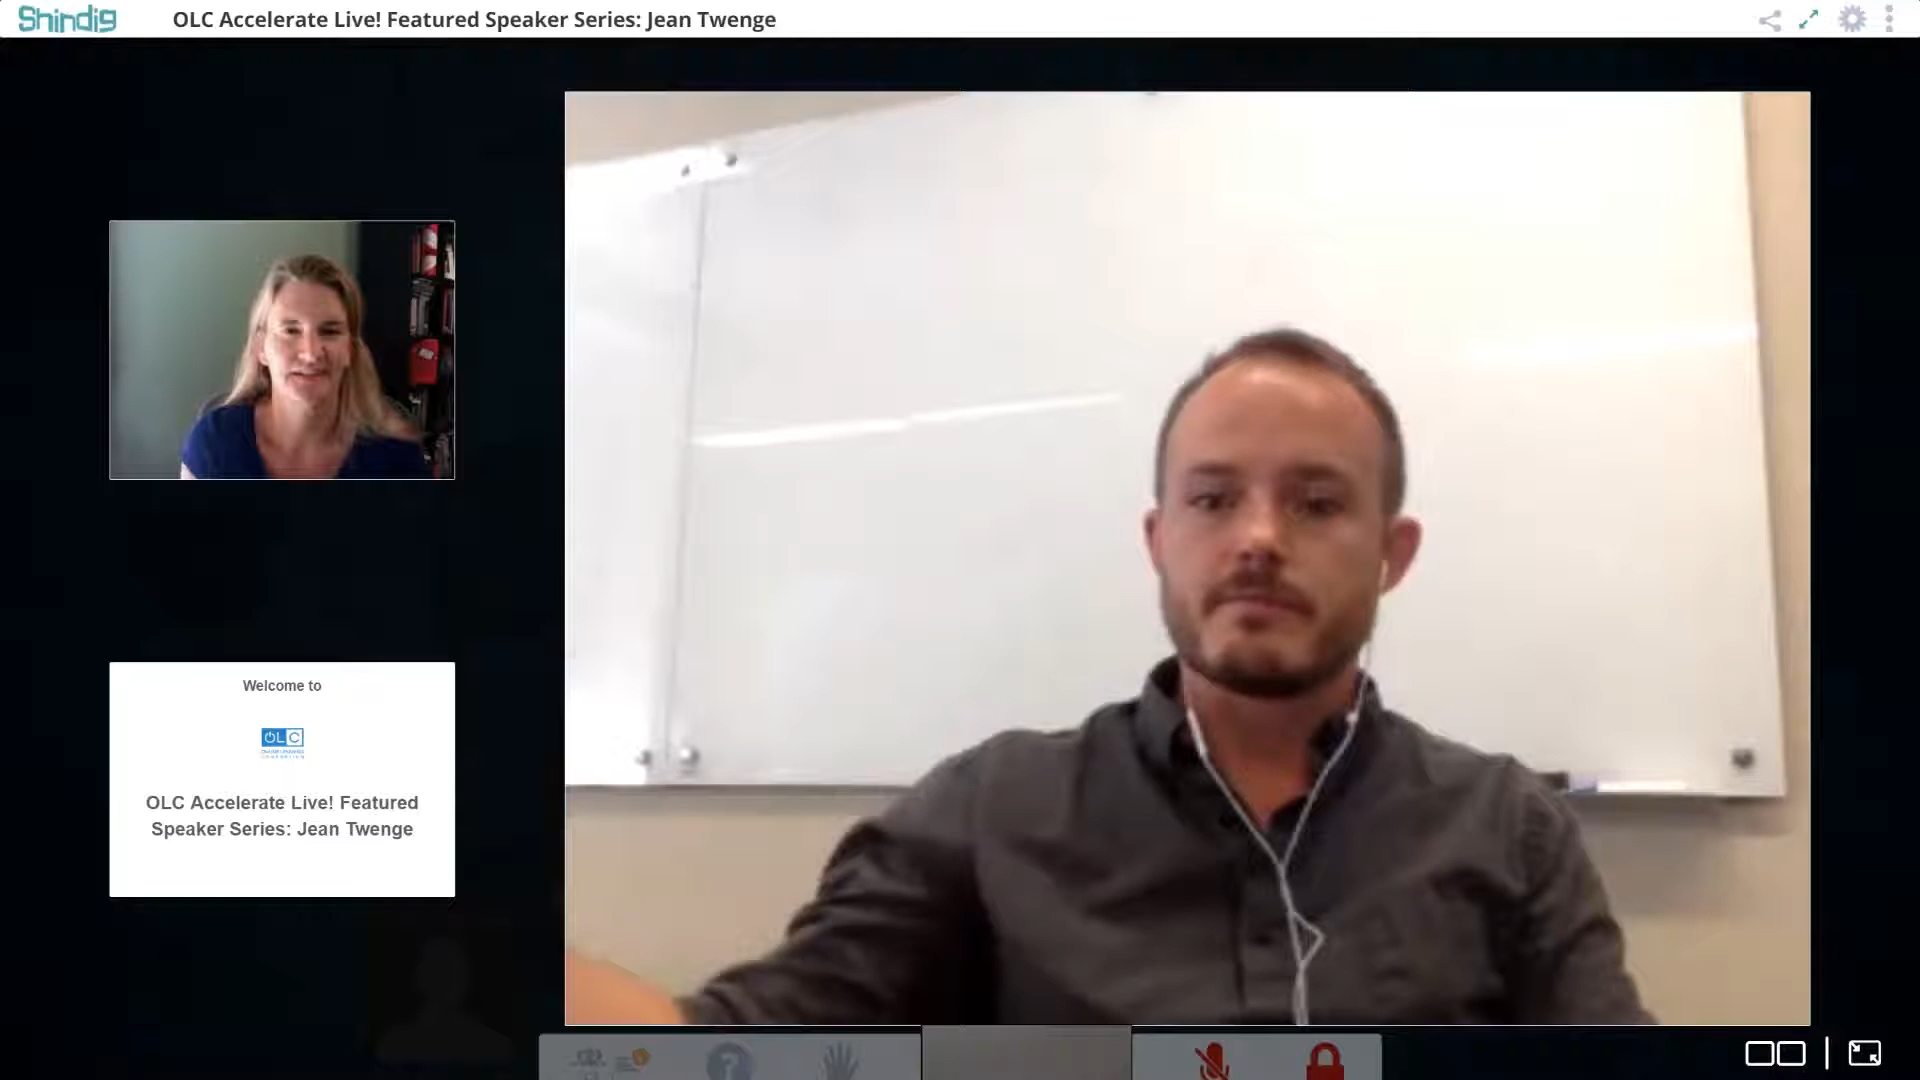 Shindig
OLC Accelerate Live! Featured Speaker Series: Jean Twenge
Welcome to
OLC
OLC Accelerate Live! Featured
Speaker Series: Jean Twenge